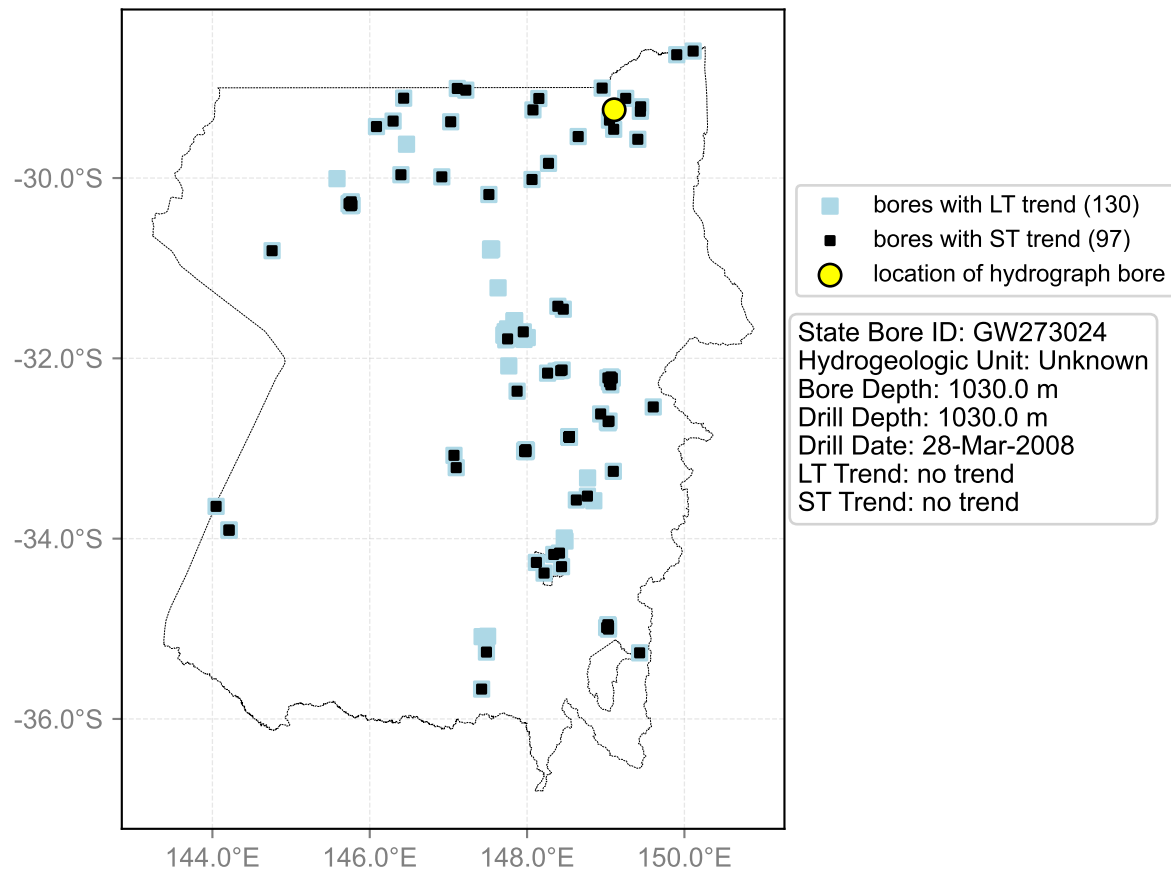 -30.0°S
-32.0°S
-34.0°S
-36.0°S
144.0°E
146.0°E
148.0°E
150.0°E
bores with LT trend (130)
bores with ST trend (97)
location of hydrograph bore
State Bore ID: GW273024
Hydrogeologic Unit: Unknown
Bore Depth: 1030.0 m
Drill Depth: 1030.0 m
Drill Date: 28-Mar-2008
LT Trend: no trend
ST Trend: no trend